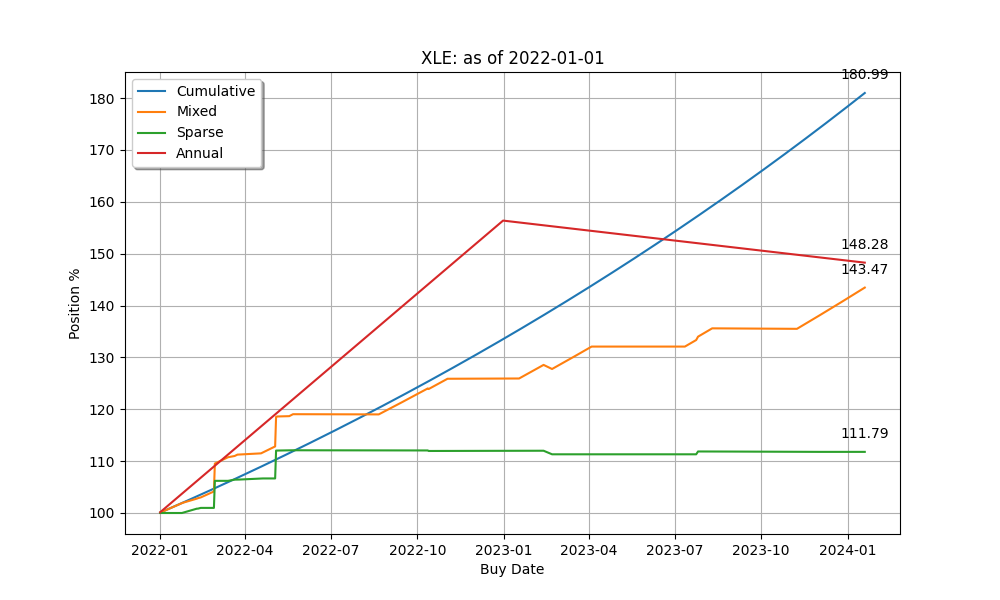 XLE: as of 2022-01-01
Cumulative
Mixed
Sparse
Annual
180.99
148.28
143.47
111.79
Position %
180
170
160
150
140
130
120
110
100
2022-01 2022-04 2022-07 2022-10 2023-01 2023-04 2023-07 2023-10 2024-01
Buy Date